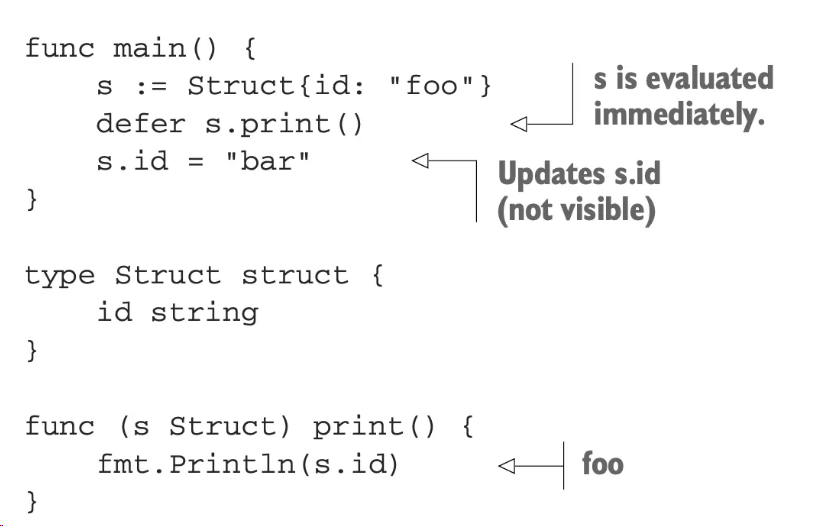 func main() {
    s := Struct{id: "foo"}
    defer s.print()
    s.id = "bar"
}
s is evaluated
immediately.
Updates s.id
(not visible)
type Struct struct {
    id string
}
func (s Struct) print() {
    fmt.Println(s.id)
}
foo